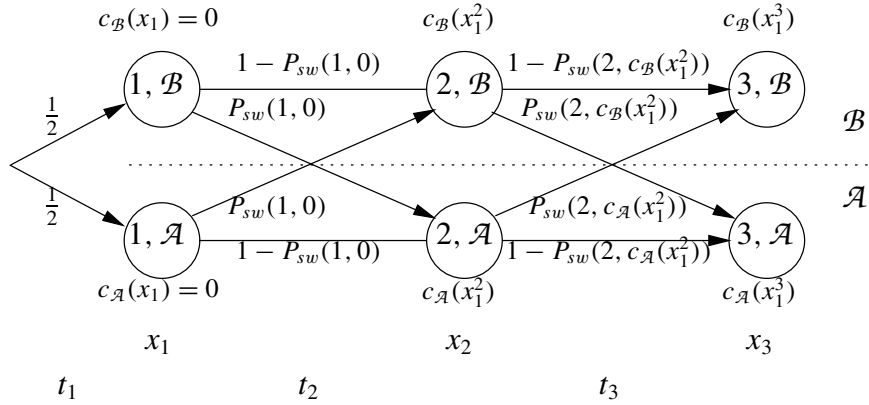 c_ℬ(x_1) = 0 c_ℬ(x_1^2) c_ℬ(x_1^3)
1 − P_sw(1, 0) 1 − P_sw(2, c_ℬ(x_1^2))
1, ℬ 2, ℬ 3, ℬ
P_sw(1, 0) P_sw(2, c_ℬ(x_1^2))
1/2 ℬ
1/2 𝒜
P_sw(1, 0) P_sw(2, c_𝒜(x_1^2))
1, 𝒜 2, 𝒜 3, 𝒜
1 − P_sw(1, 0) 1 − P_sw(2, c_𝒜(x_1^2))
c_𝒜(x_1) = 0 c_𝒜(x_1^2) c_𝒜(x_1^3)
x_1 x_2 x_3
t_1 t_2 t_3